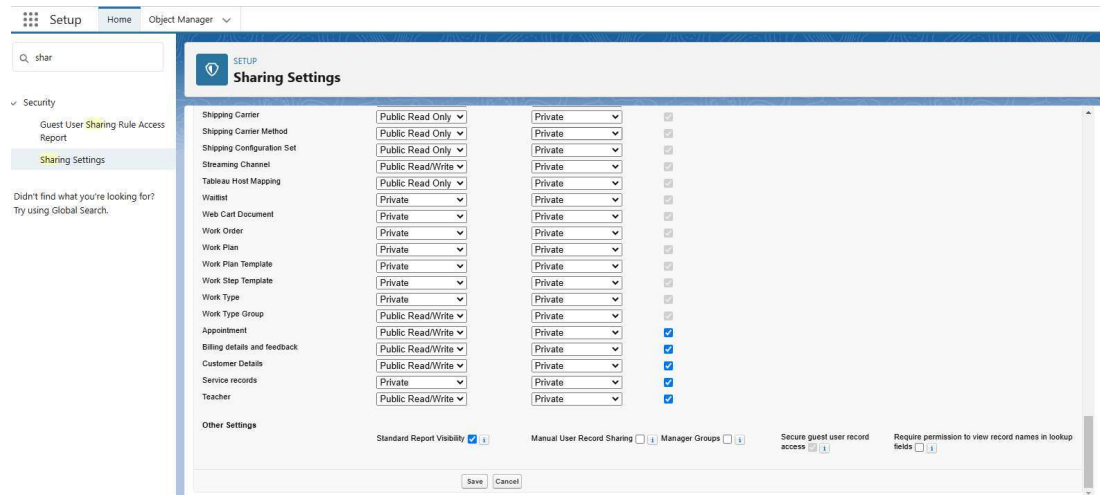 Setup Home Object Manager
shar
SETUP
Sharing Settings
Security
Guest User Sharing Rule Access
Report
Sharing Settings
Didn't find what you're looking for?
Try using Global Search.
Shipping Carrier Public Read Only Private
Shipping Carrier Method Public Read Only Private
Shipping Configuration Set Public Read Only Private
Streaming Channel Public Read/Write Private
Tableau Host Mapping Public Read Only Private
Waitlist Private Private
Web Cart Document Private Private
Work Order Private Private
Work Plan Private Private
Work Plan Template Private Private
Work Step Template Private Private
Work Type Private Private
Work Type Group Public Read/Write Private
Appointment Public Read/Write Private
Billing details and feedback Public Read/Write Private
Customer Details Public Read/Write Private
Service records Private Private
Teacher Public Read/Write Private
Other Settings
Standard Report Visibility i Manual User Record Sharing i Manager Groups i Secure guest user record access i Require permission to view record names in lookup fields i
Save Cancel